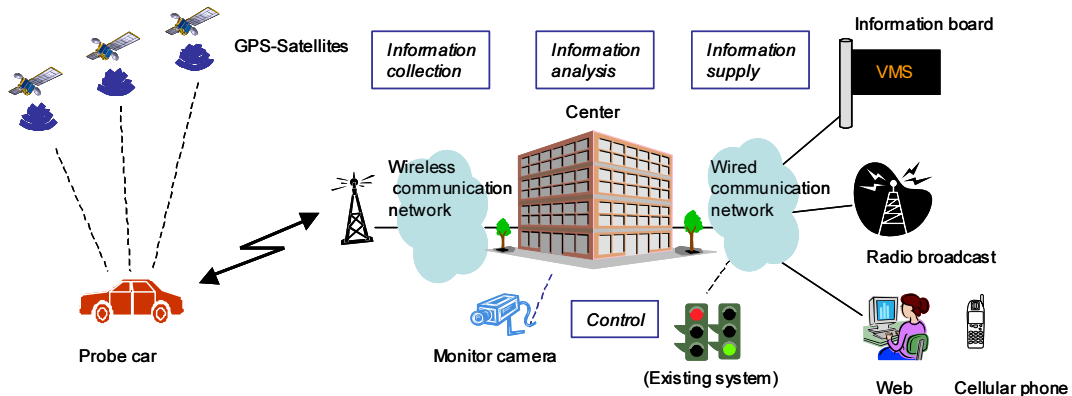 GPS-Satellites
Information
collection
Information
analysis
Information
supply
Information board
VMS
Center
Wireless
communication
network
Wired
communication
network
Radio broadcast
Probe car
Monitor camera
Control
(Existing system)
Web
Cellular phone